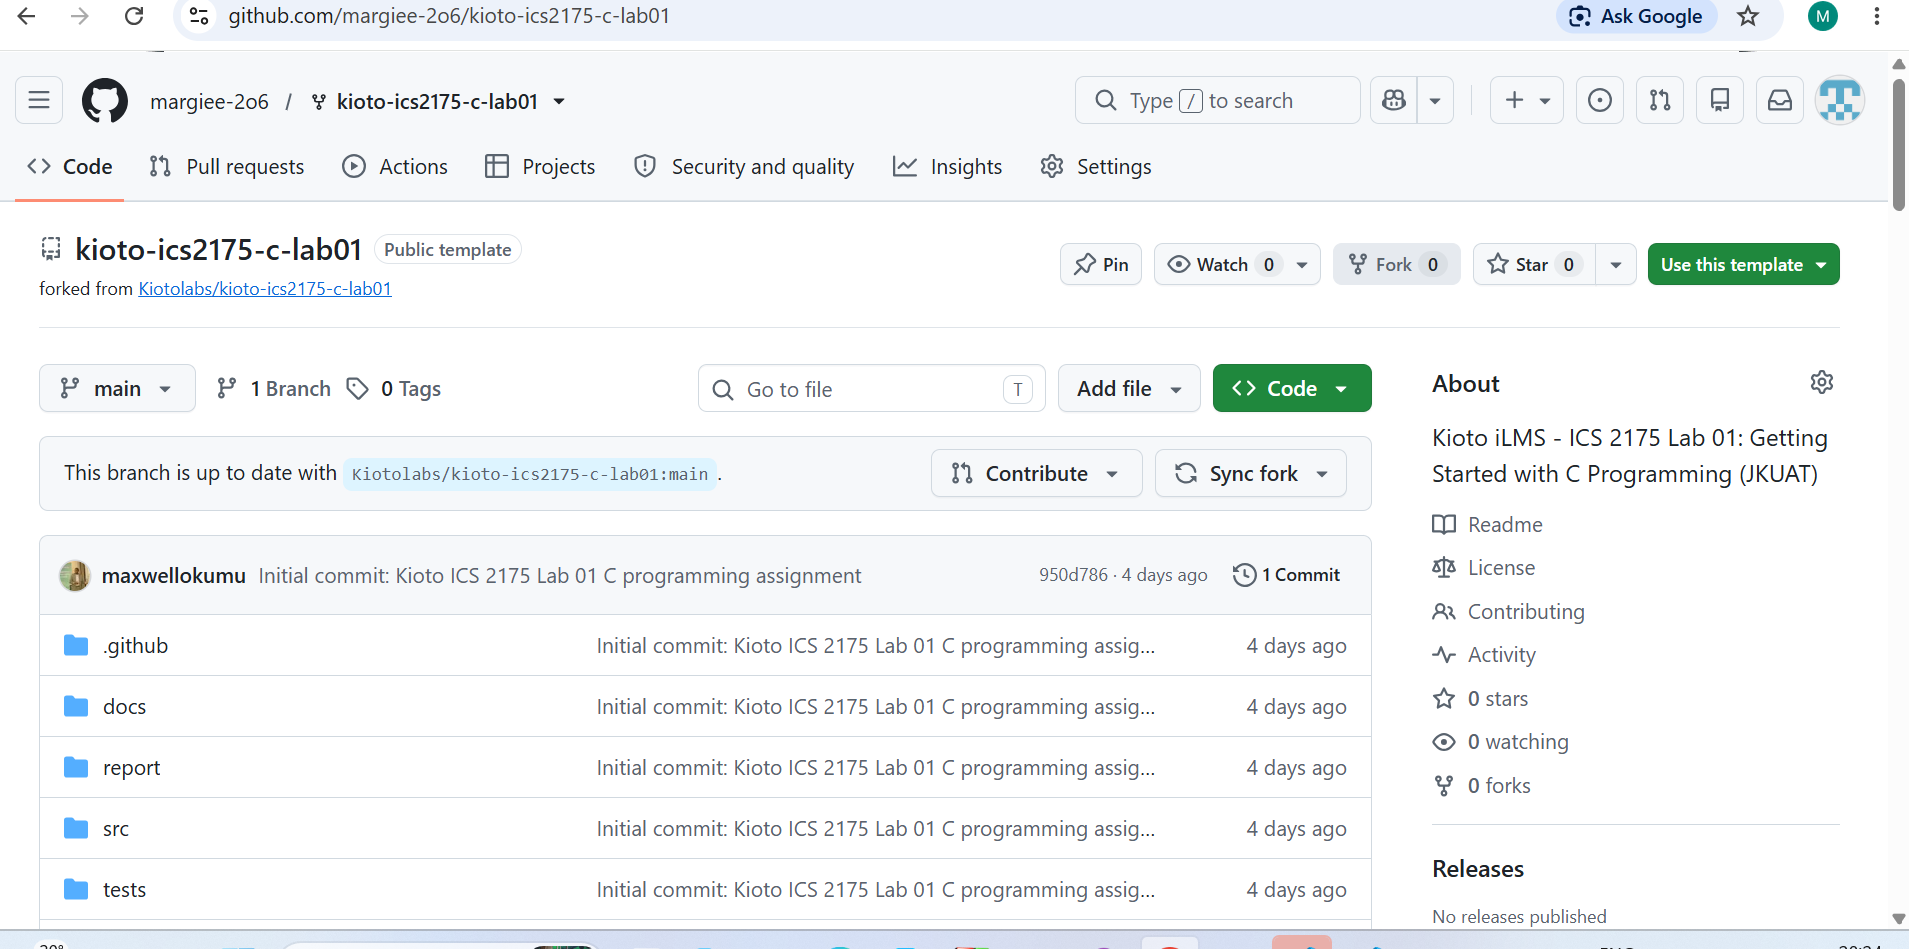 github.com/margiee-2o6/kioto-ics2175-c-lab01
Ask Google
M
margiee-2o6 / kioto-ics2175-c-lab01
Type / to search
Code
Pull requests
Actions
Projects
Security and quality
Insights
Settings
kioto-ics2175-c-lab01 Public template
forked from Kiotolabs/kioto-ics2175-c-lab01
Pin
Watch 0
Fork 0
Star 0
Use this template
main
1 Branch
0 Tags
Go to file T
Add file
Code
This branch is up to date with Kiotolabs/kioto-ics2175-c-lab01:main.
Contribute
Sync fork
maxwellokumu Initial commit: Kioto ICS 2175 Lab 01 C programming assignment 950d786 · 4 days ago 1 Commit
.github Initial commit: Kioto ICS 2175 Lab 01 C programming assig... 4 days ago
docs Initial commit: Kioto ICS 2175 Lab 01 C programming assig... 4 days ago
report Initial commit: Kioto ICS 2175 Lab 01 C programming assig... 4 days ago
src Initial commit: Kioto ICS 2175 Lab 01 C programming assig... 4 days ago
tests Initial commit: Kioto ICS 2175 Lab 01 C programming assig... 4 days ago
About
Kioto iLMS - ICS 2175 Lab 01: Getting
Started with C Programming (JKUAT)
Readme
License
Contributing
Activity
0 stars
0 watching
0 forks
Releases
No releases published